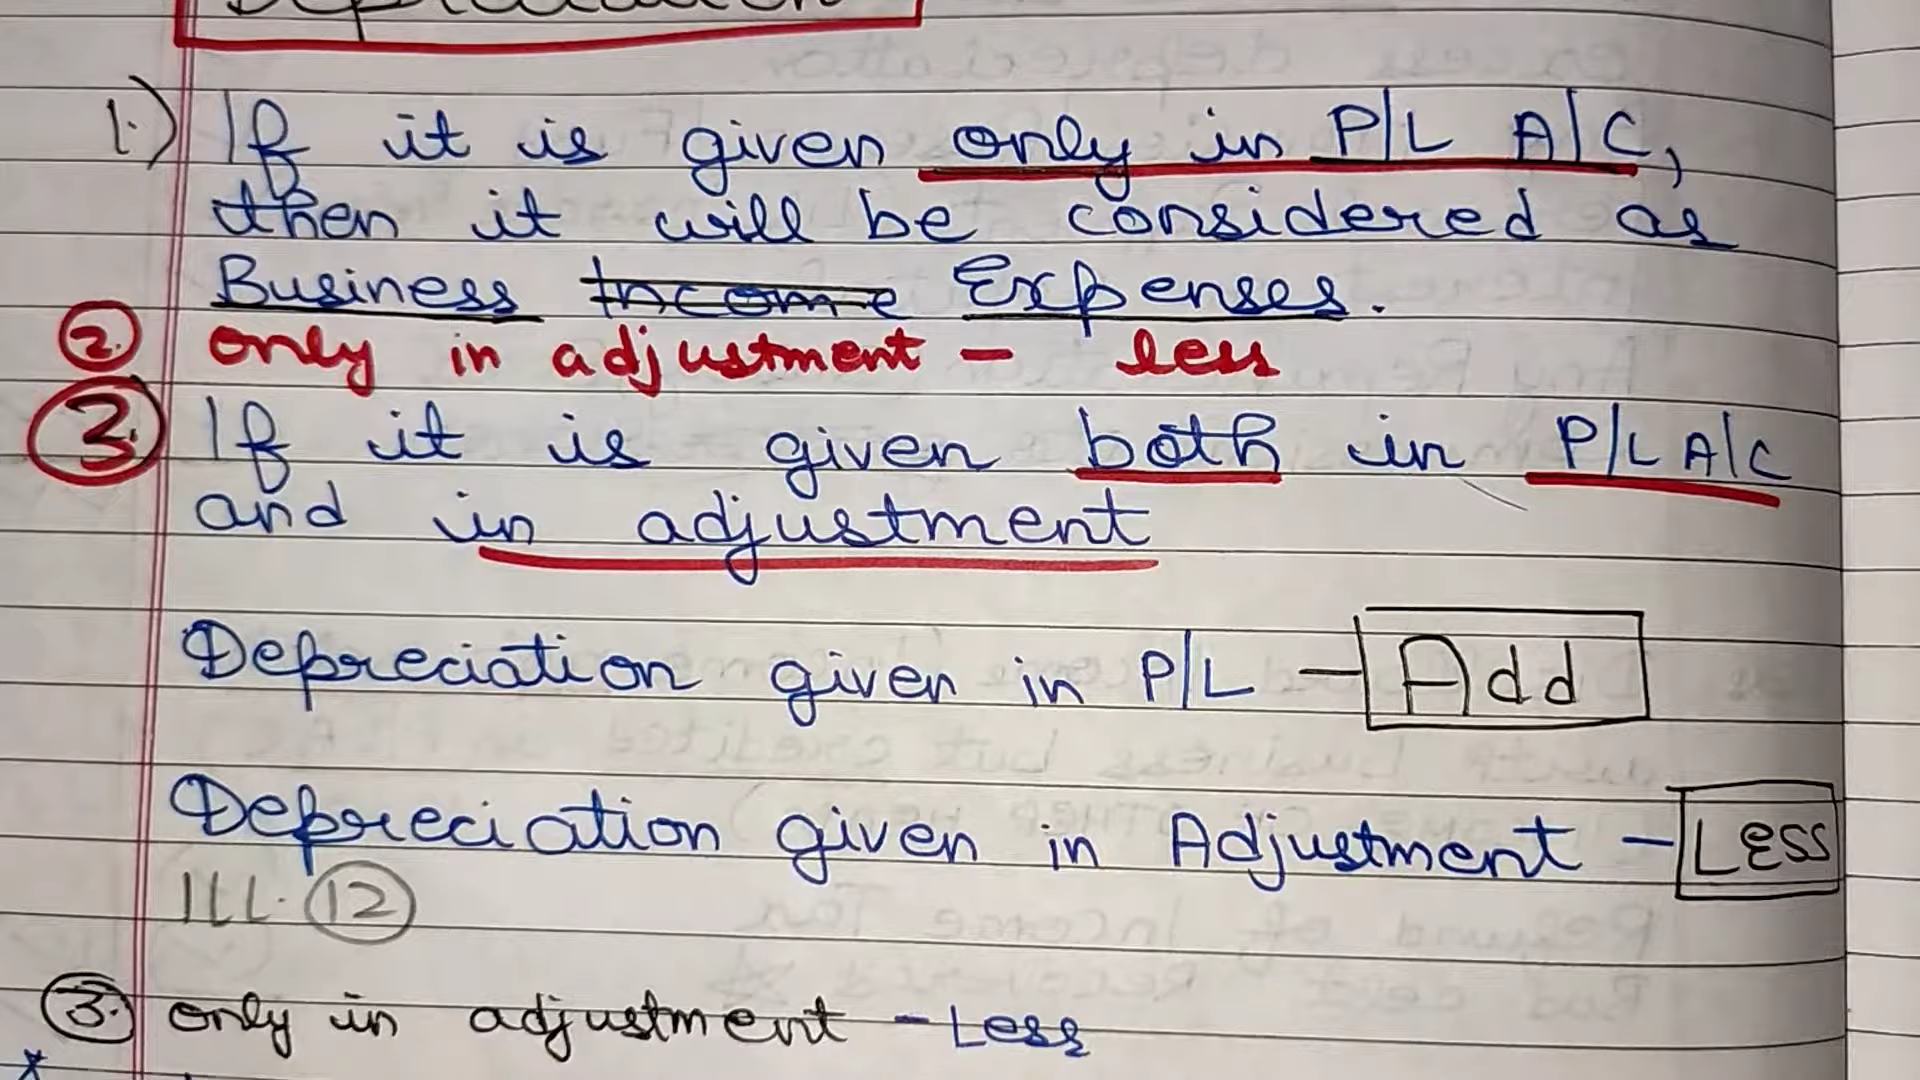 Depreciation
1.) If it is given only in P/L A/C,
then it will be considered as
Business Income Expenses.
2. only in adjustment - less
3. If it is given both in P/L A/C
and in adjustment
Depreciation given in P/L - Add
Depreciation given in Adjustment - Less
ILL. 12
3. only in adjustment - Less